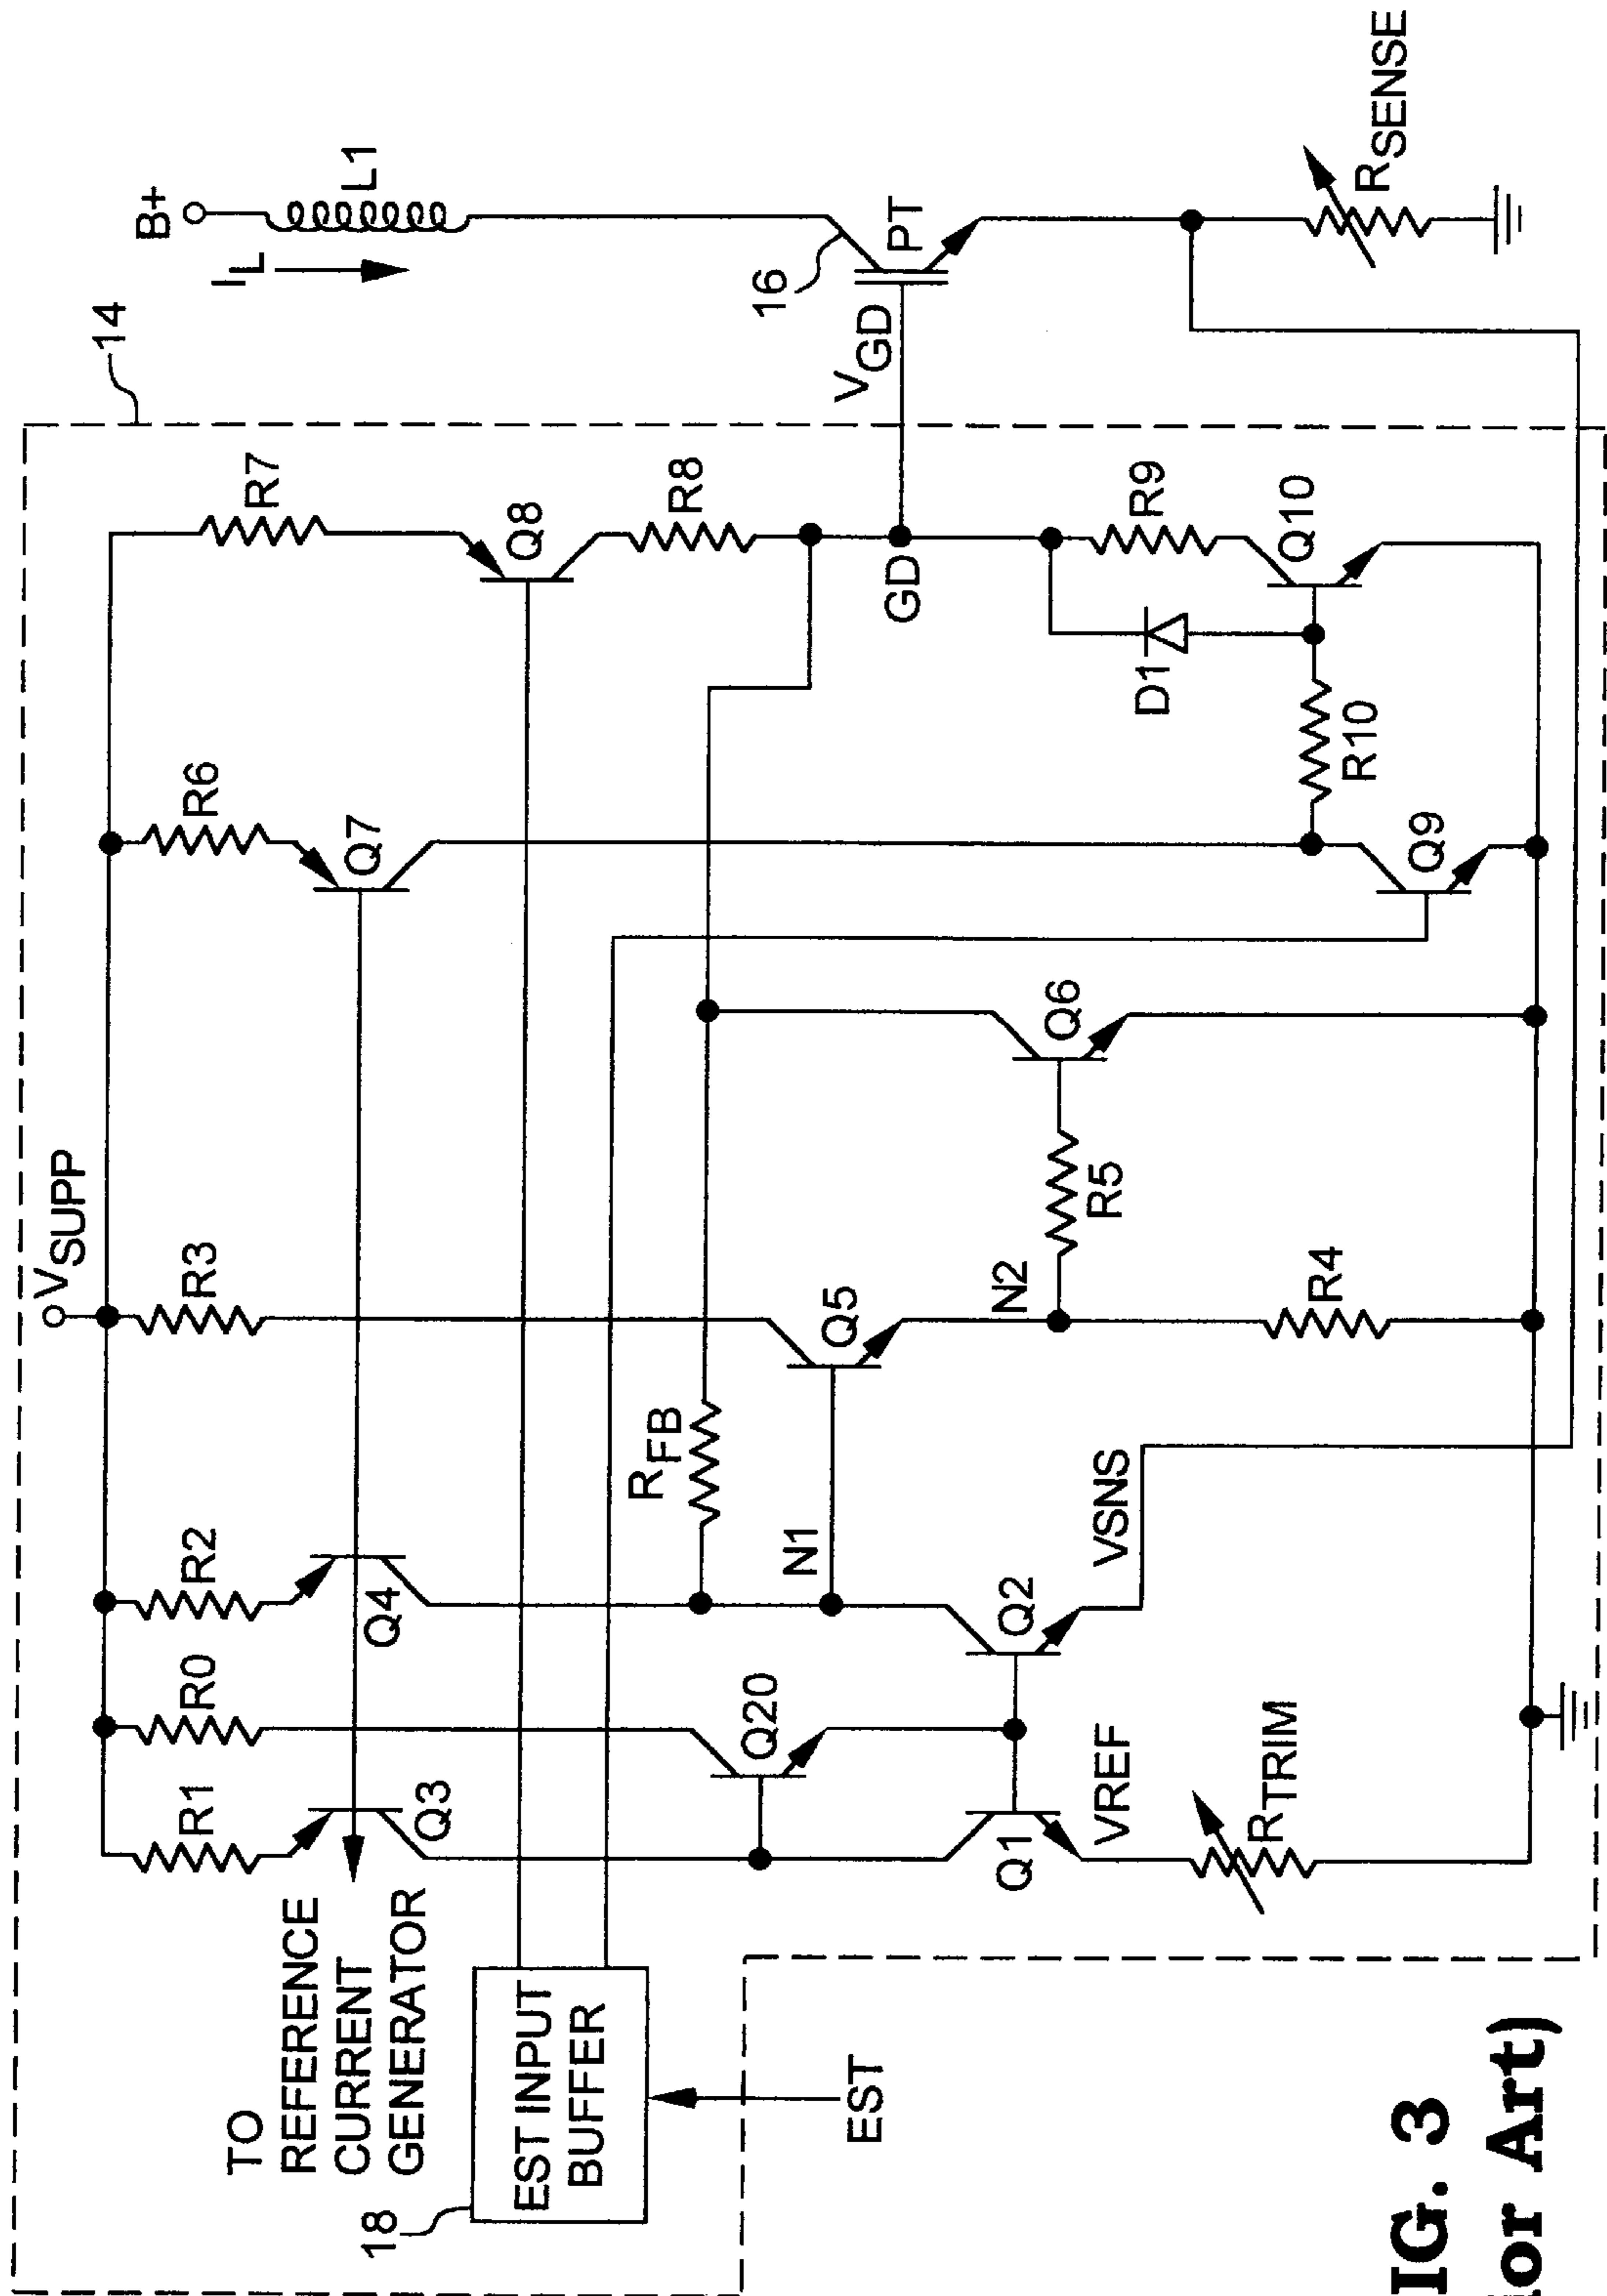 14
B+
I_L
L1
V_SUPP
R1
R0
R2
R3
R6
R7
TO
REFERENCE
CURRENT
GENERATOR
Q3
Q4
Q7
Q8
16
PT
V_GD
R8
GD
18
EST INPUT
BUFFER
EST
Q20
R_FB
N1
Q5
N2
R5
Q6
D1
R9
Q10
R10
Q9
Q1
Q2
VREF
VSNS
R_TRIM
R4
R_SENSE
IG. 3
ior Art)